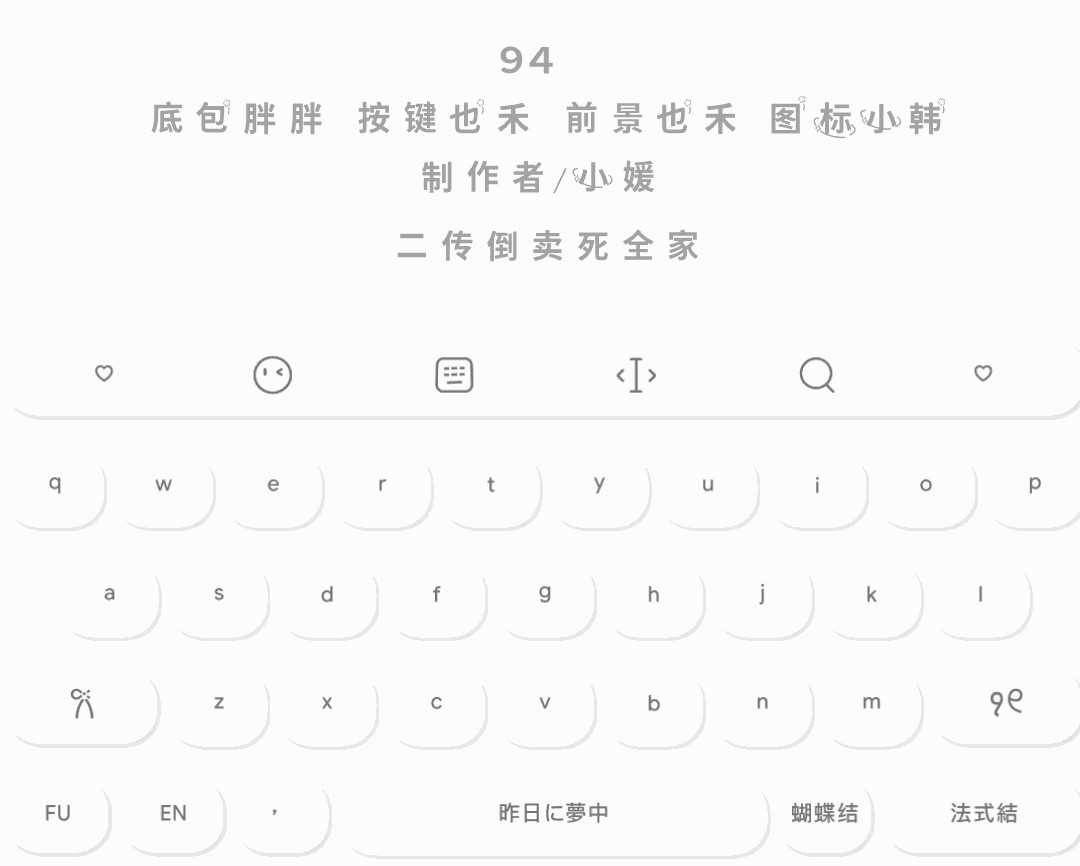 94
底包胖胖 按键也禾 前景也禾 图标小韩
制作者/小媛
二传倒卖死全家
q w e r t y u i o p
a s d f g h j k l
z x c v b n m ୨୧
FU EN , 昨日に夢中 蝴蝶结 法式結